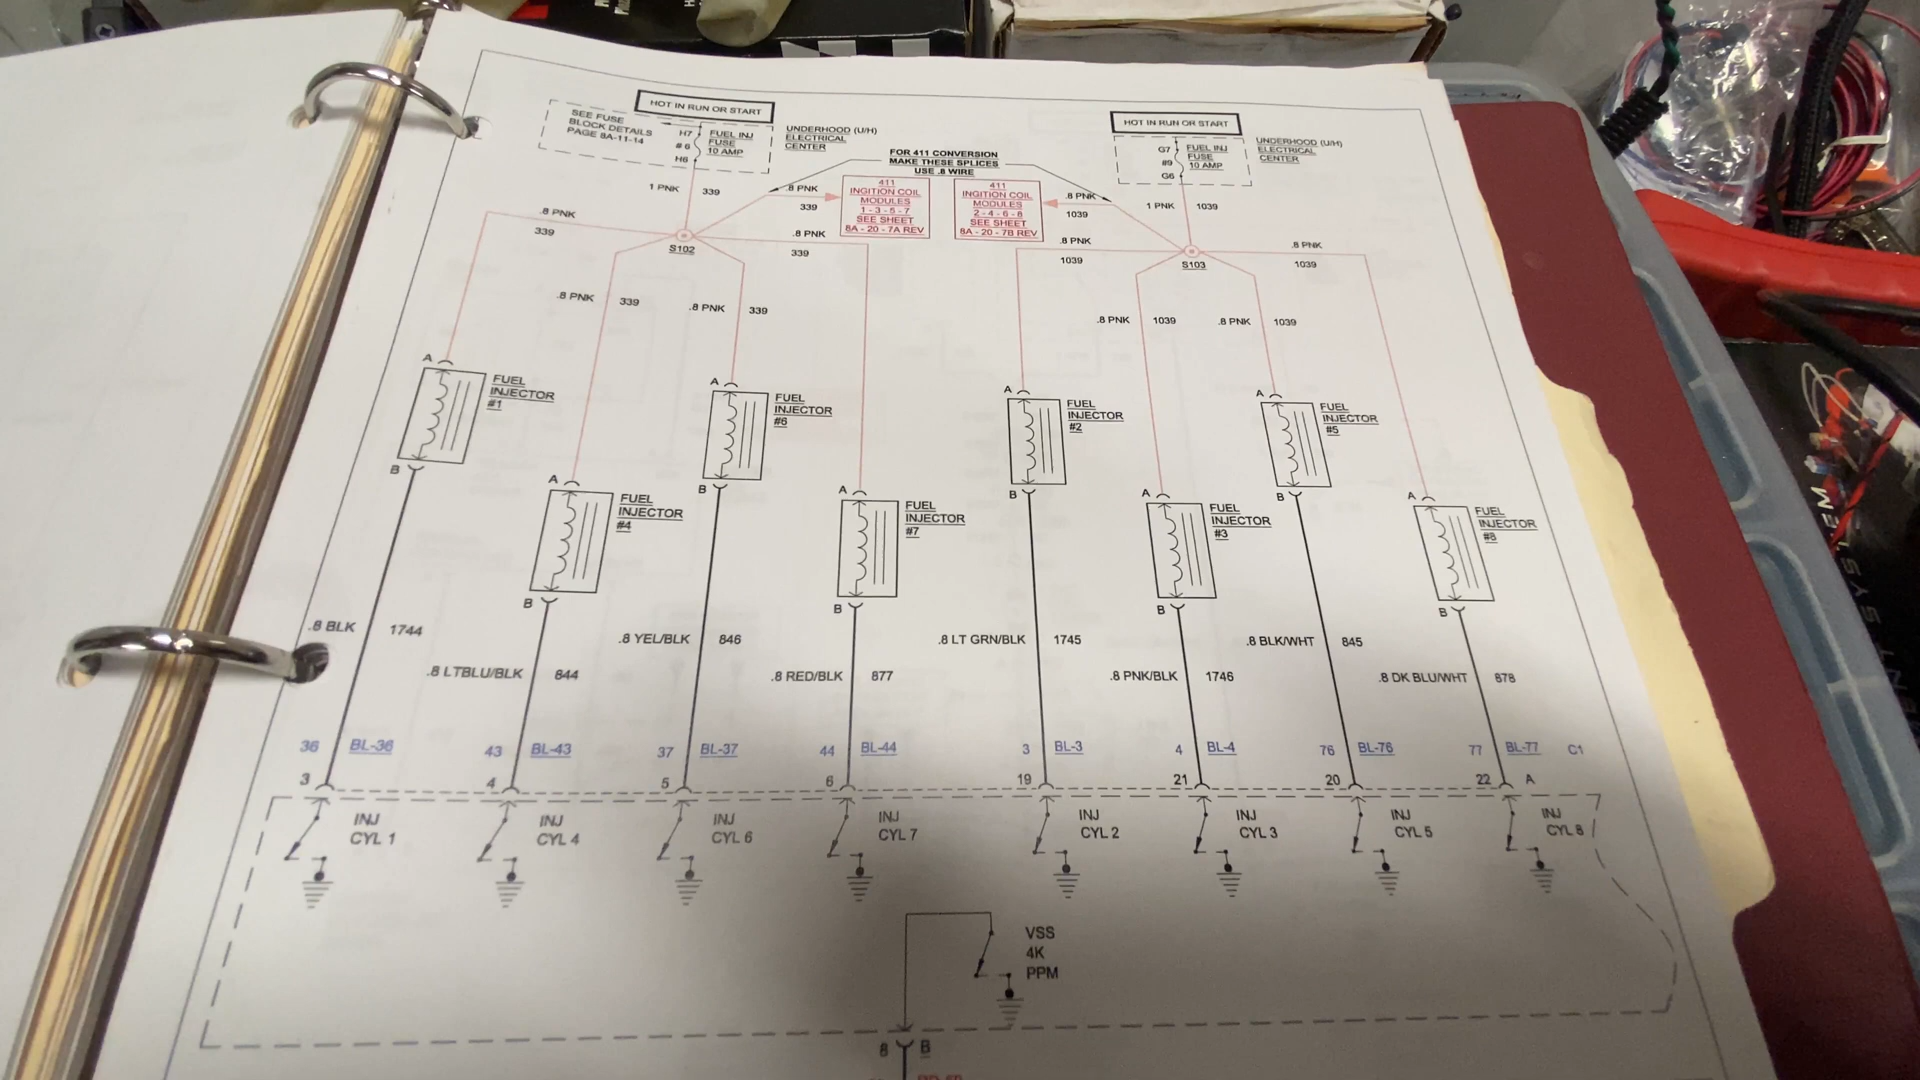 HOT IN RUN OR START
SEE FUSE
BLOCK DETAILS
PAGE 8A-11-14
H7
# 6
H6
FUEL INJ
FUSE
10 AMP
UNDERHOOD (U/H)
ELECTRICAL
CENTER
FOR 411 CONVERSION
MAKE THESE SPLICES
USE .8 WIRE
HOT IN RUN OR START
G7
#9
G6
FUEL INJ
FUSE
10 AMP
UNDERHOOD (U/H)
ELECTRICAL
CENTER
1 PNK 339
.8 PNK
339
411
INGITION COIL
MODULES
1 - 3 - 5 - 7
SEE SHEET
8A - 20 - 7A REV
411
INGITION COIL
MODULES
2 - 4 - 6 - 8
SEE SHEET
8A - 20 - 7B REV
.8 PNK
1039
1 PNK 1039
.8 PNK
339
S102
.8 PNK
339
.8 PNK
1039
S103
.8 PNK
1039
.8 PNK 339
.8 PNK 339
.8 PNK 1039
.8 PNK 1039
A
FUEL
INJECTOR
#1
B
A
FUEL
INJECTOR
#6
B
A
FUEL
INJECTOR
#2
B
A
FUEL
INJECTOR
#5
B
A
FUEL
INJECTOR
#4
B
A
FUEL
INJECTOR
#7
B
A
FUEL
INJECTOR
#3
B
A
FUEL
INJECTOR
#8
B
.8 BLK 1744
.8 YEL/BLK 846
.8 LT GRN/BLK 1745
.8 BLK/WHT 845
.8 LTBLU/BLK 844
.8 RED/BLK 877
.8 PNK/BLK 1746
.8 DK BLU/WHT 878
36 BL-36 43 BL-43 37 BL-37 44 BL-44 3 BL-3 4 BL-4 76 BL-76 77 BL-77 C1
3 4 5 6 19 21 20 22 A
INJ
CYL 1
INJ
CYL 4
INJ
CYL 6
INJ
CYL 7
INJ
CYL 2
INJ
CYL 3
INJ
CYL 5
INJ
CYL 8
VSS
4K
PPM
8 B